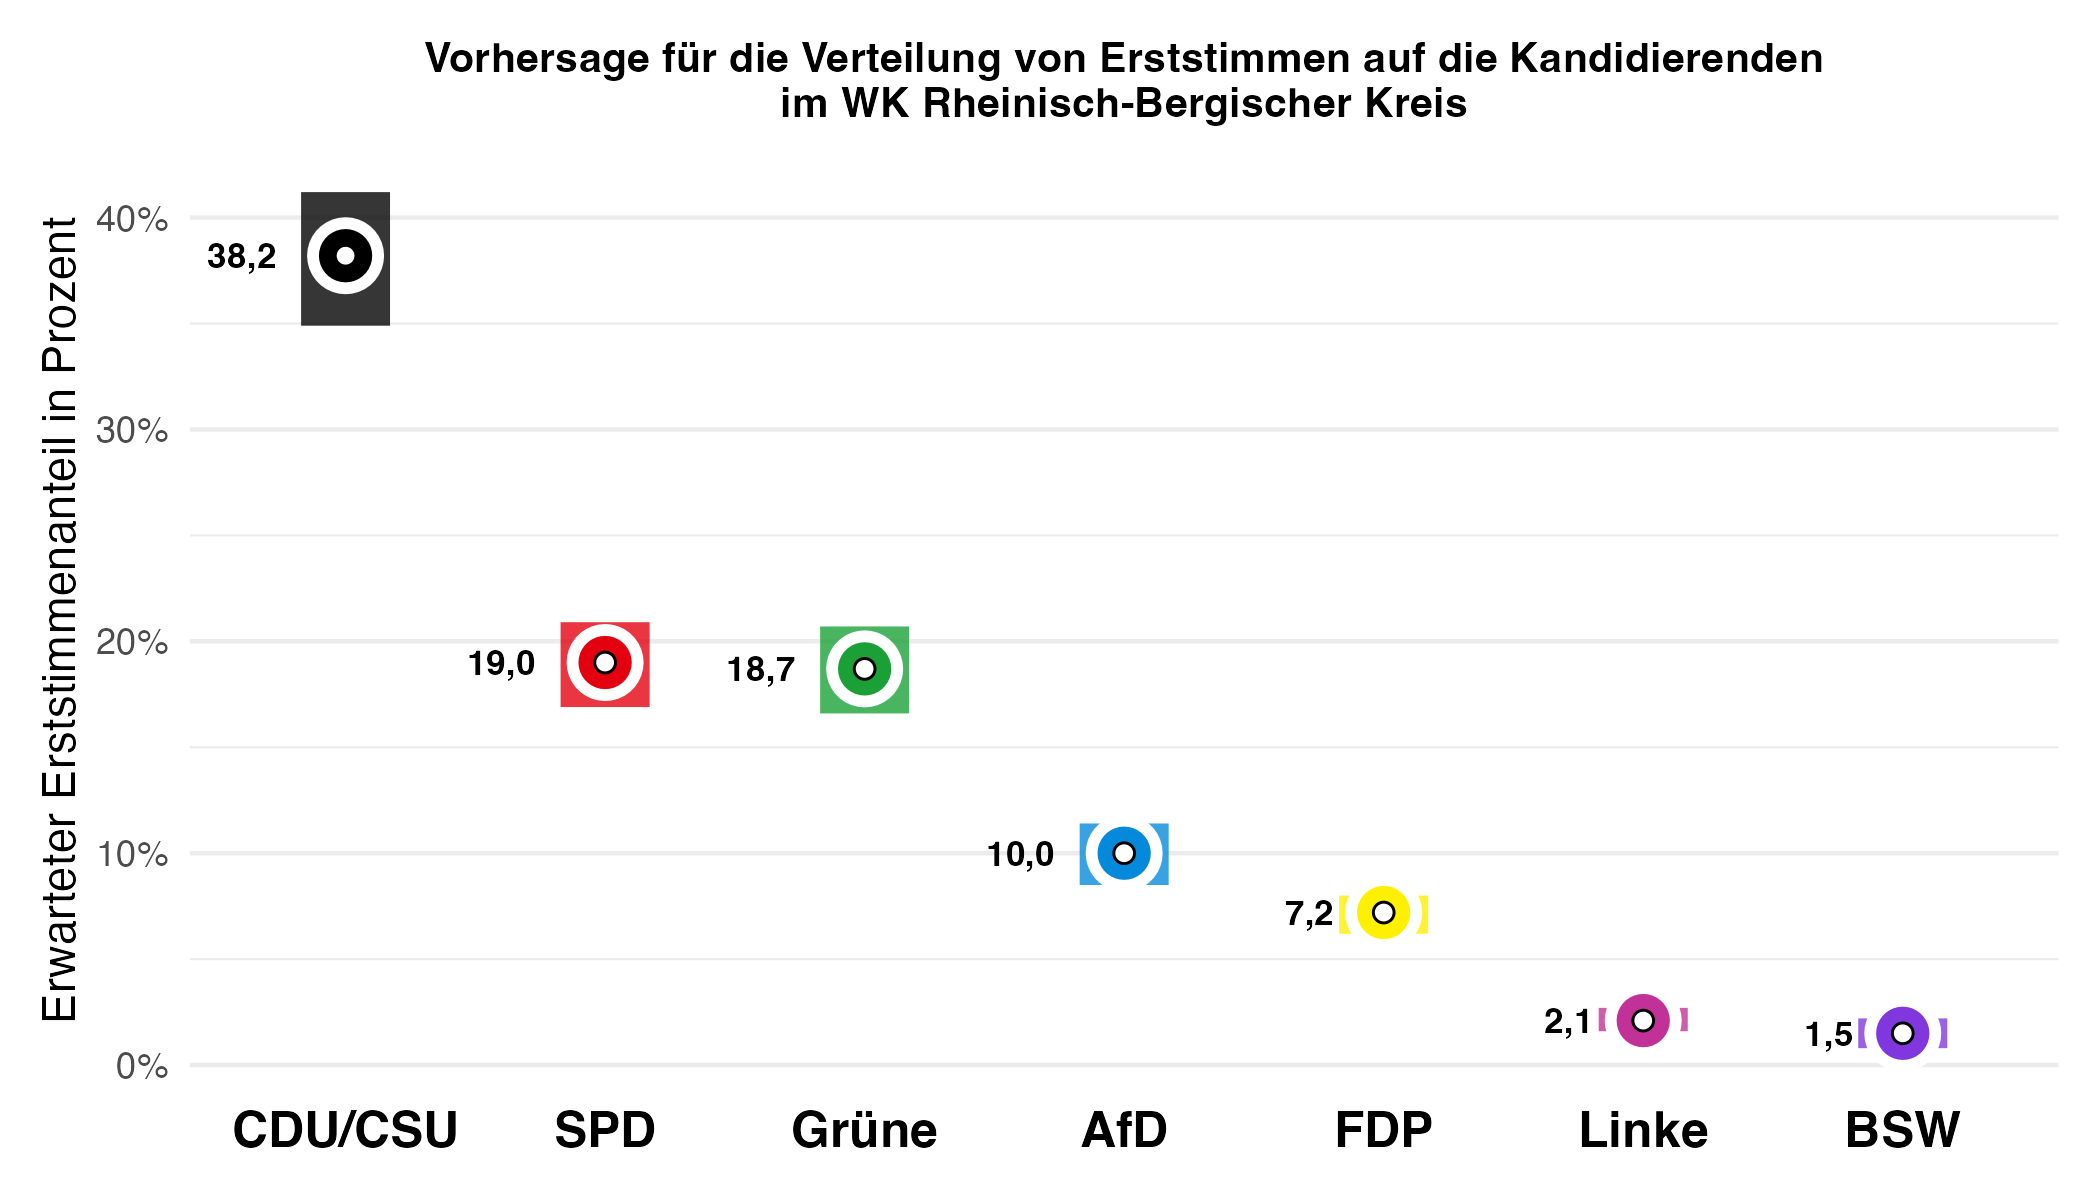 Vorhersage für die Verteilung von Erststimmen auf die Kandidierenden
im WK Rheinisch-Bergischer Kreis
Erwarteter Erststimmenanteil in Prozent
40%
30%
20%
10%
0%
38,2
19,0
18,7
10,0
7,2
2,1
1,5
CDU/CSU
SPD
Grüne
AfD
FDP
Linke
BSW